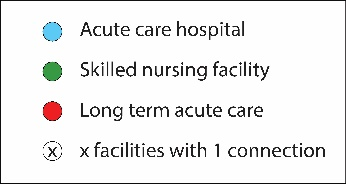 Acute care hospital
Skilled nursing facility
Long term acute care
x x facilities with 1 connection